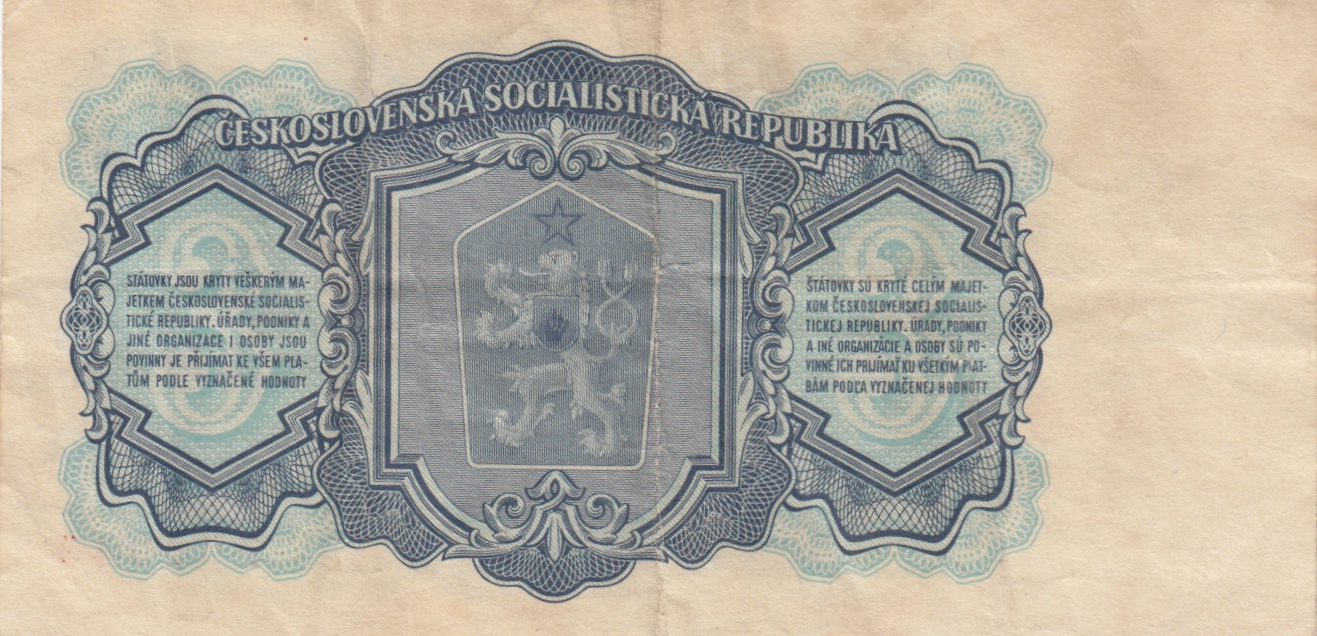 ČESKOSLOVENSKÁ SOCIALISTICKÁ REPUBLIKA
STÁTOVKY JSOU KRYTY VEŠKERÝM MA-
JETKEM ČESKOSLOVENSKÉ SOCIALIS-
TICKÉ REPUBLIKY. ÚŘADY, PODNIKY A
JINÉ ORGANIZACE I OSOBY JSOU
POVINNY JE PŘIJÍMAT KE VŠEM PLA-
TŮM PODLE VYZNAČENÉ HODNOTY
ŠTÁTOVKY SÚ KRYTÉ CELÝM MAJET-
KOM ČESKOSLOVENSKEJ SOCIALIS-
TICKEJ REPUBLIKY. ÚRADY, PODNIKY
A INÉ ORGANIZÁCIE A OSOBY SÚ PO-
VINNÉ ICH PRIJÍMAŤ KU VŠETKÝM PLAT-
BÁM PODĽA VYZNAČENEJ HODNOTY